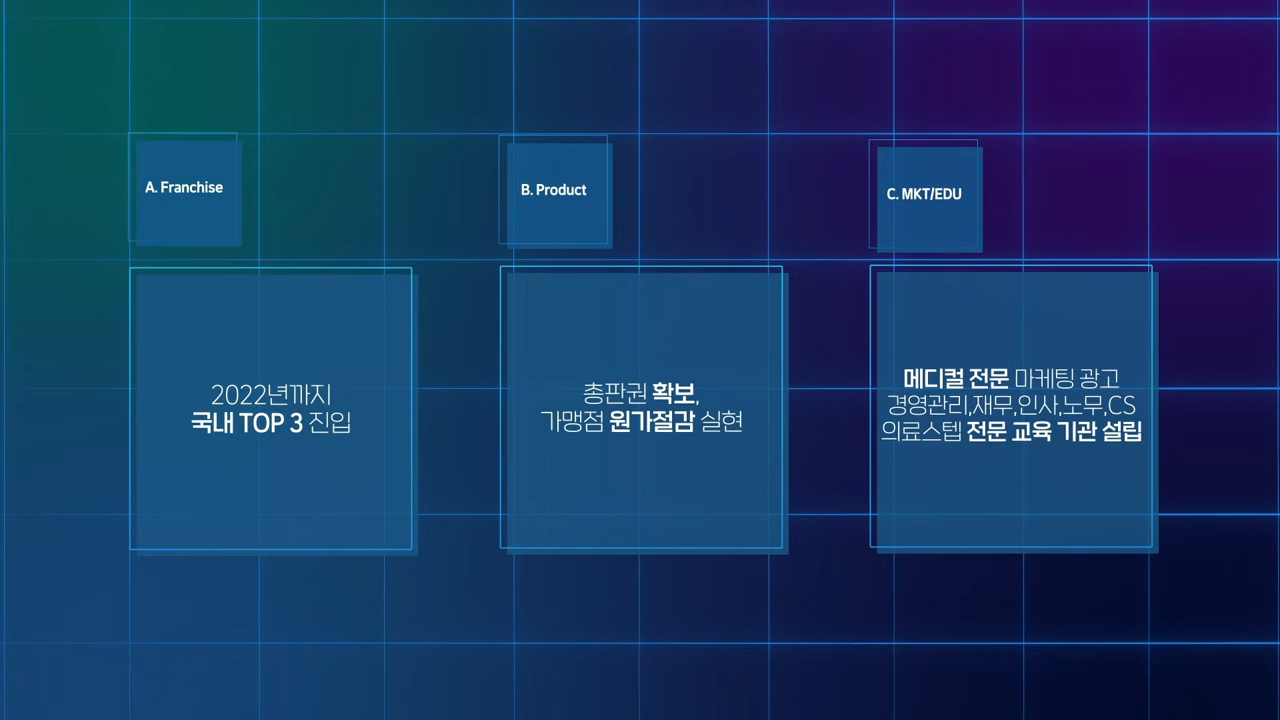 A. Franchise
2022년까지
국내 TOP 3 진입
B. Product
총판권 확보,
가맹점 원가절감 실현
C. MKT/EDU
메디컬 전문 마케팅 광고
경영관리,재무,인사,노무,CS
의료스텝 전문 교육 기관 설립